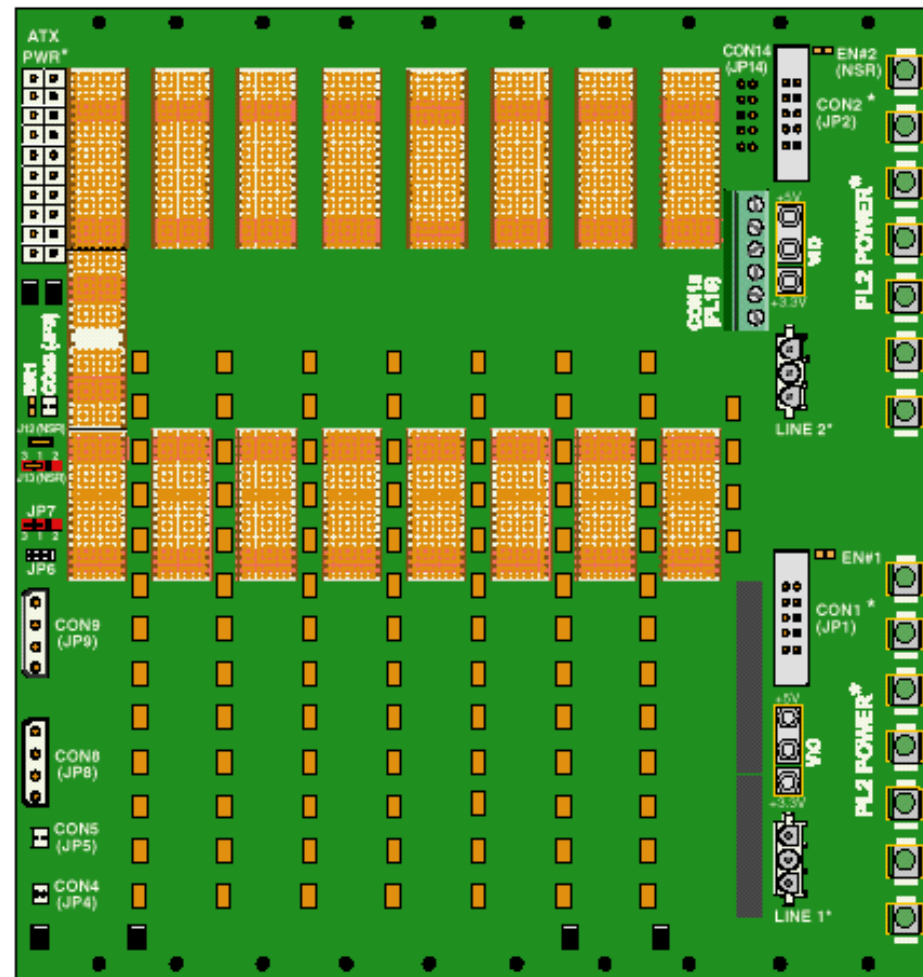 ATX
PWR*
CON14
(JP14)
EN#2
(NSR)
CON2 *
(JP2)
+5V
VIO
+3.3V
PL2 POWER*
LINE 2*
J12 (NSR)
3 1 2
J13 (NSR)
JP7
3 1 2
JP6
CON9
(JP9)
CON8
(JP8)
CON5
(JP5)
CON4
(JP4)
EN#1
CON1 *
(JP1)
+5V
+3.3V
PL2 POWER*
LINE 1*